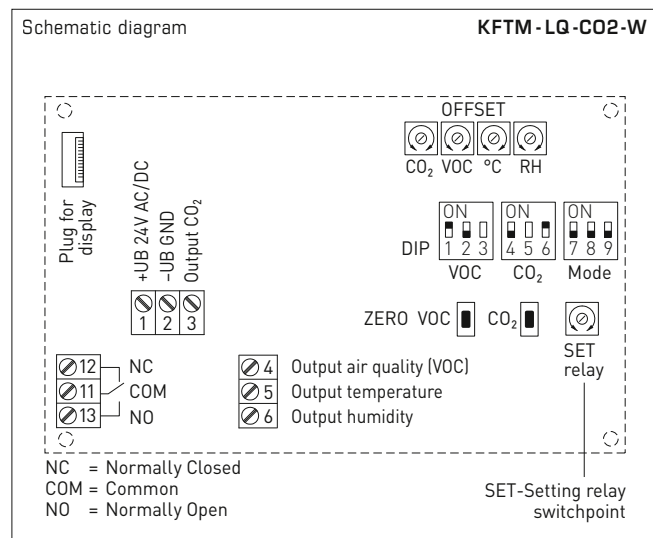 Schematic diagram KFTM-LQ-CO2-W
OFFSET
CO₂ VOC °C RH
Plug for
display
+UB 24V AC/DC
-UB GND
Output CO₂
1 2 3
ON ON ON
DIP 1 2 3 4 5 6 7 8 9
VOC CO₂ Mode
ZERO VOC CO₂
SET
relay
12 NC
11 COM
13 NO
4 Output air quality (VOC)
5 Output temperature
6 Output humidity
NC = Normally Closed
COM = Common
NO = Normally Open
SET-Setting relay
switchpoint